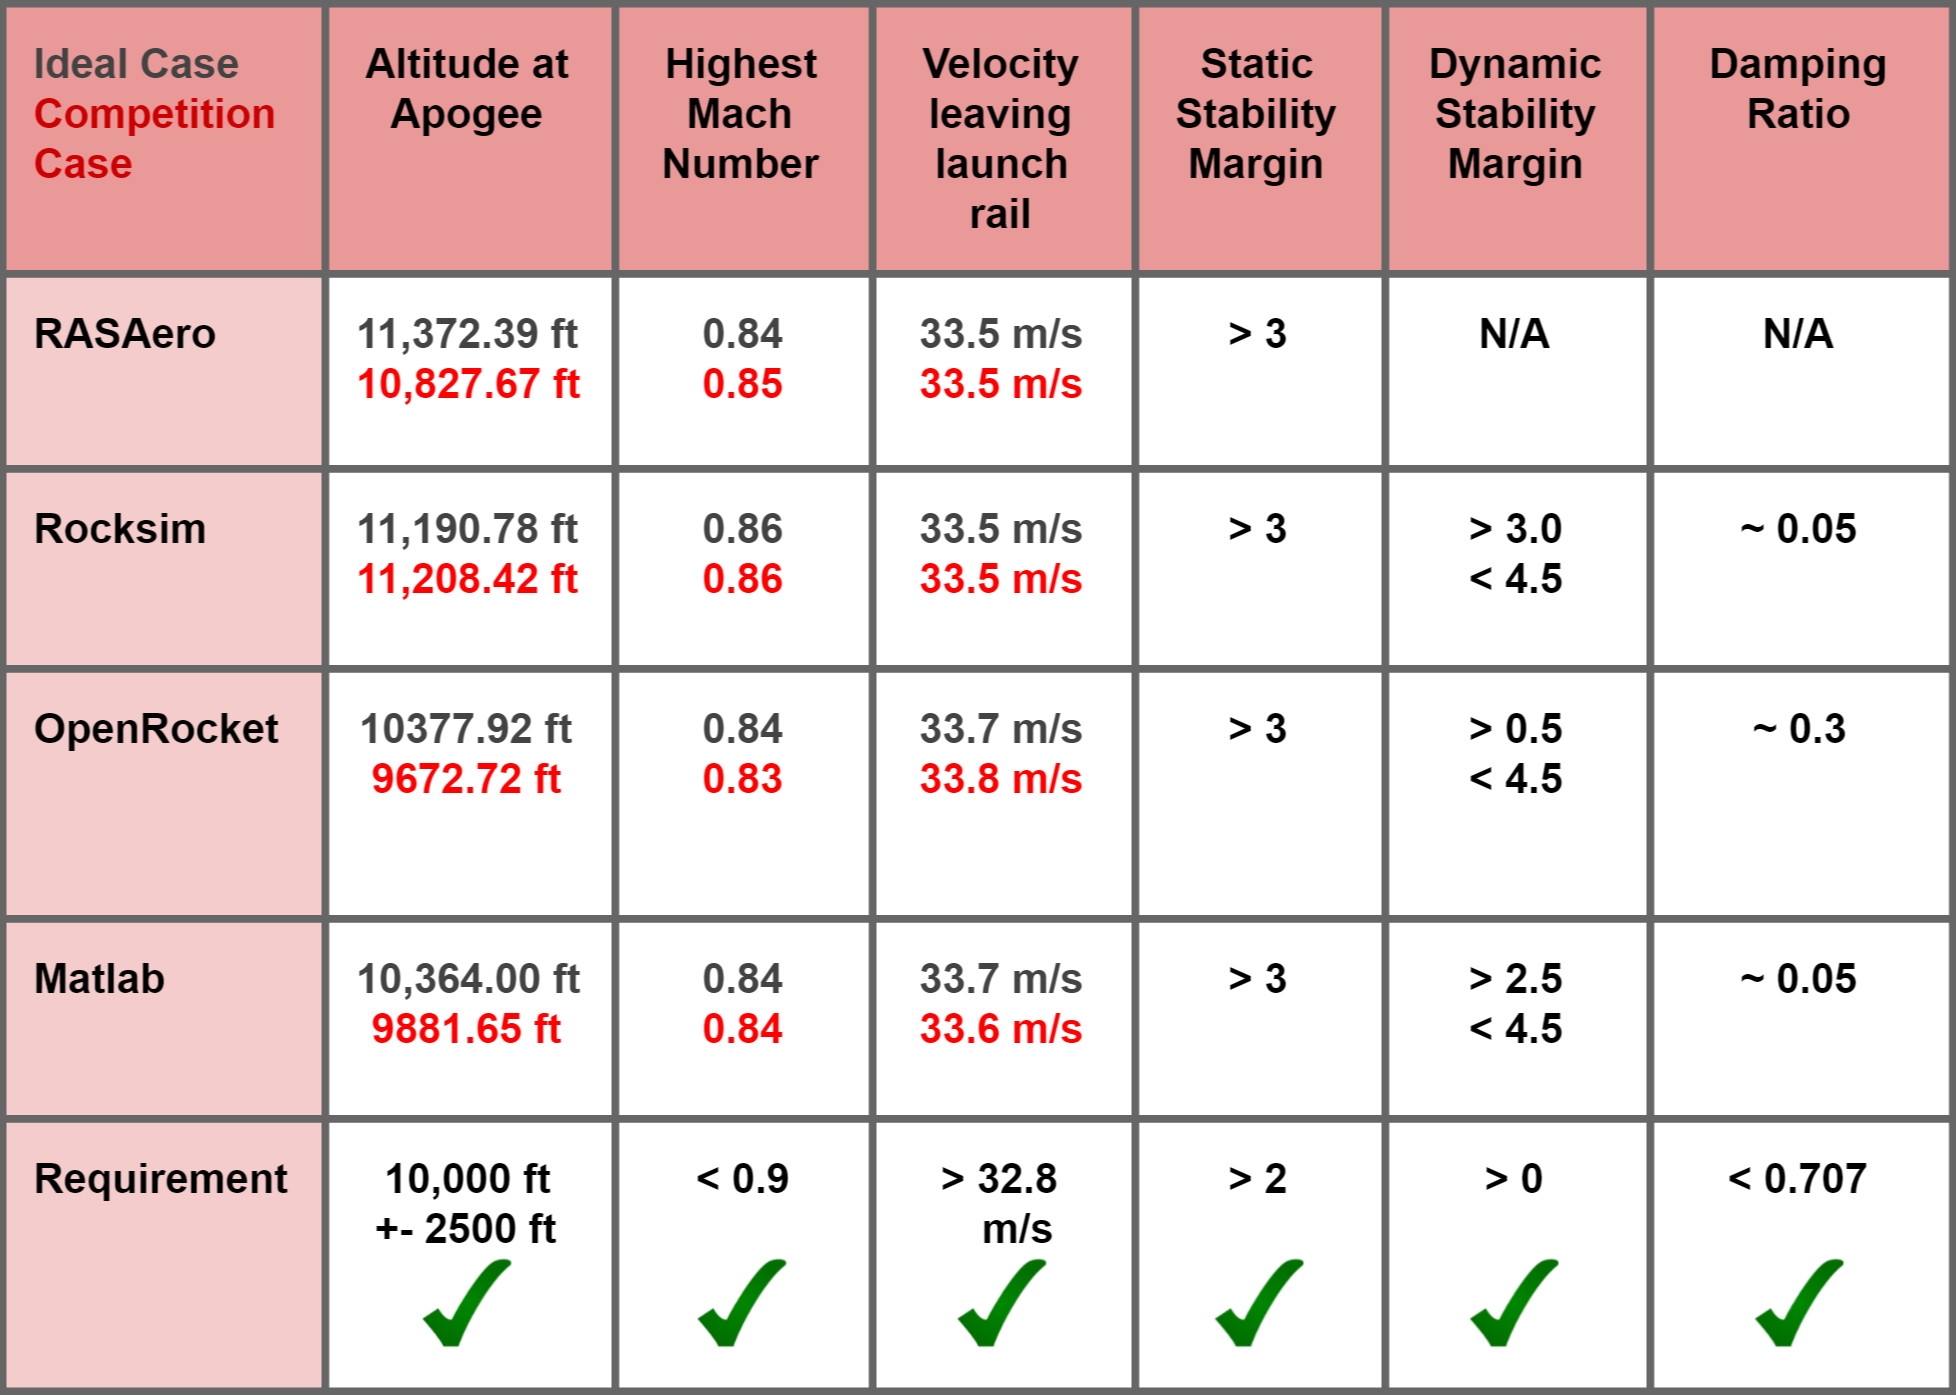 Ideal Case
Competition
Case
Altitude at
Apogee
Highest
Mach
Number
Velocity
leaving
launch
rail
Static
Stability
Margin
Dynamic
Stability
Margin
Damping
Ratio
RASAero
11,372.39 ft
10,827.67 ft
0.84
0.85
33.5 m/s
33.5 m/s
> 3
N/A
N/A
Rocksim
11,190.78 ft
11,208.42 ft
0.86
0.86
33.5 m/s
33.5 m/s
> 3
> 3.0
< 4.5
~ 0.05
OpenRocket
10377.92 ft
9672.72 ft
0.84
0.83
33.7 m/s
33.8 m/s
> 3
> 0.5
< 4.5
~ 0.3
Matlab
10,364.00 ft
9881.65 ft
0.84
0.84
33.7 m/s
33.6 m/s
> 3
> 2.5
< 4.5
~ 0.05
Requirement
10,000 ft
+- 2500 ft
< 0.9
> 32.8
m/s
> 2
> 0
< 0.707